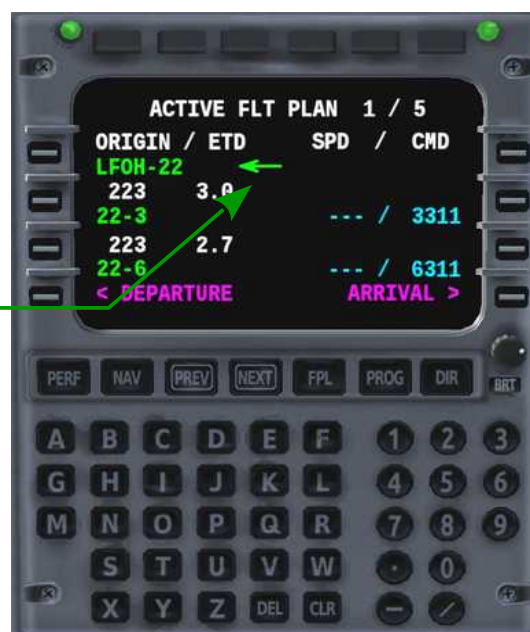 ACTIVE FLT PLAN 1 / 5
ORIGIN / ETD SPD / CMD
LFOH-22
223 3.0
22-3 --- / 3311
223 2.7
22-6 --- / 6311
< DEPARTURE ARRIVAL >
PERF NAV PREV NEXT FPL PROG DIR BRT
A B C D E F 1 2 3
G H I J K L 4 5 6
M N O P Q R 7 8 9
S T U V W · 0
X Y Z DEL CLR - /